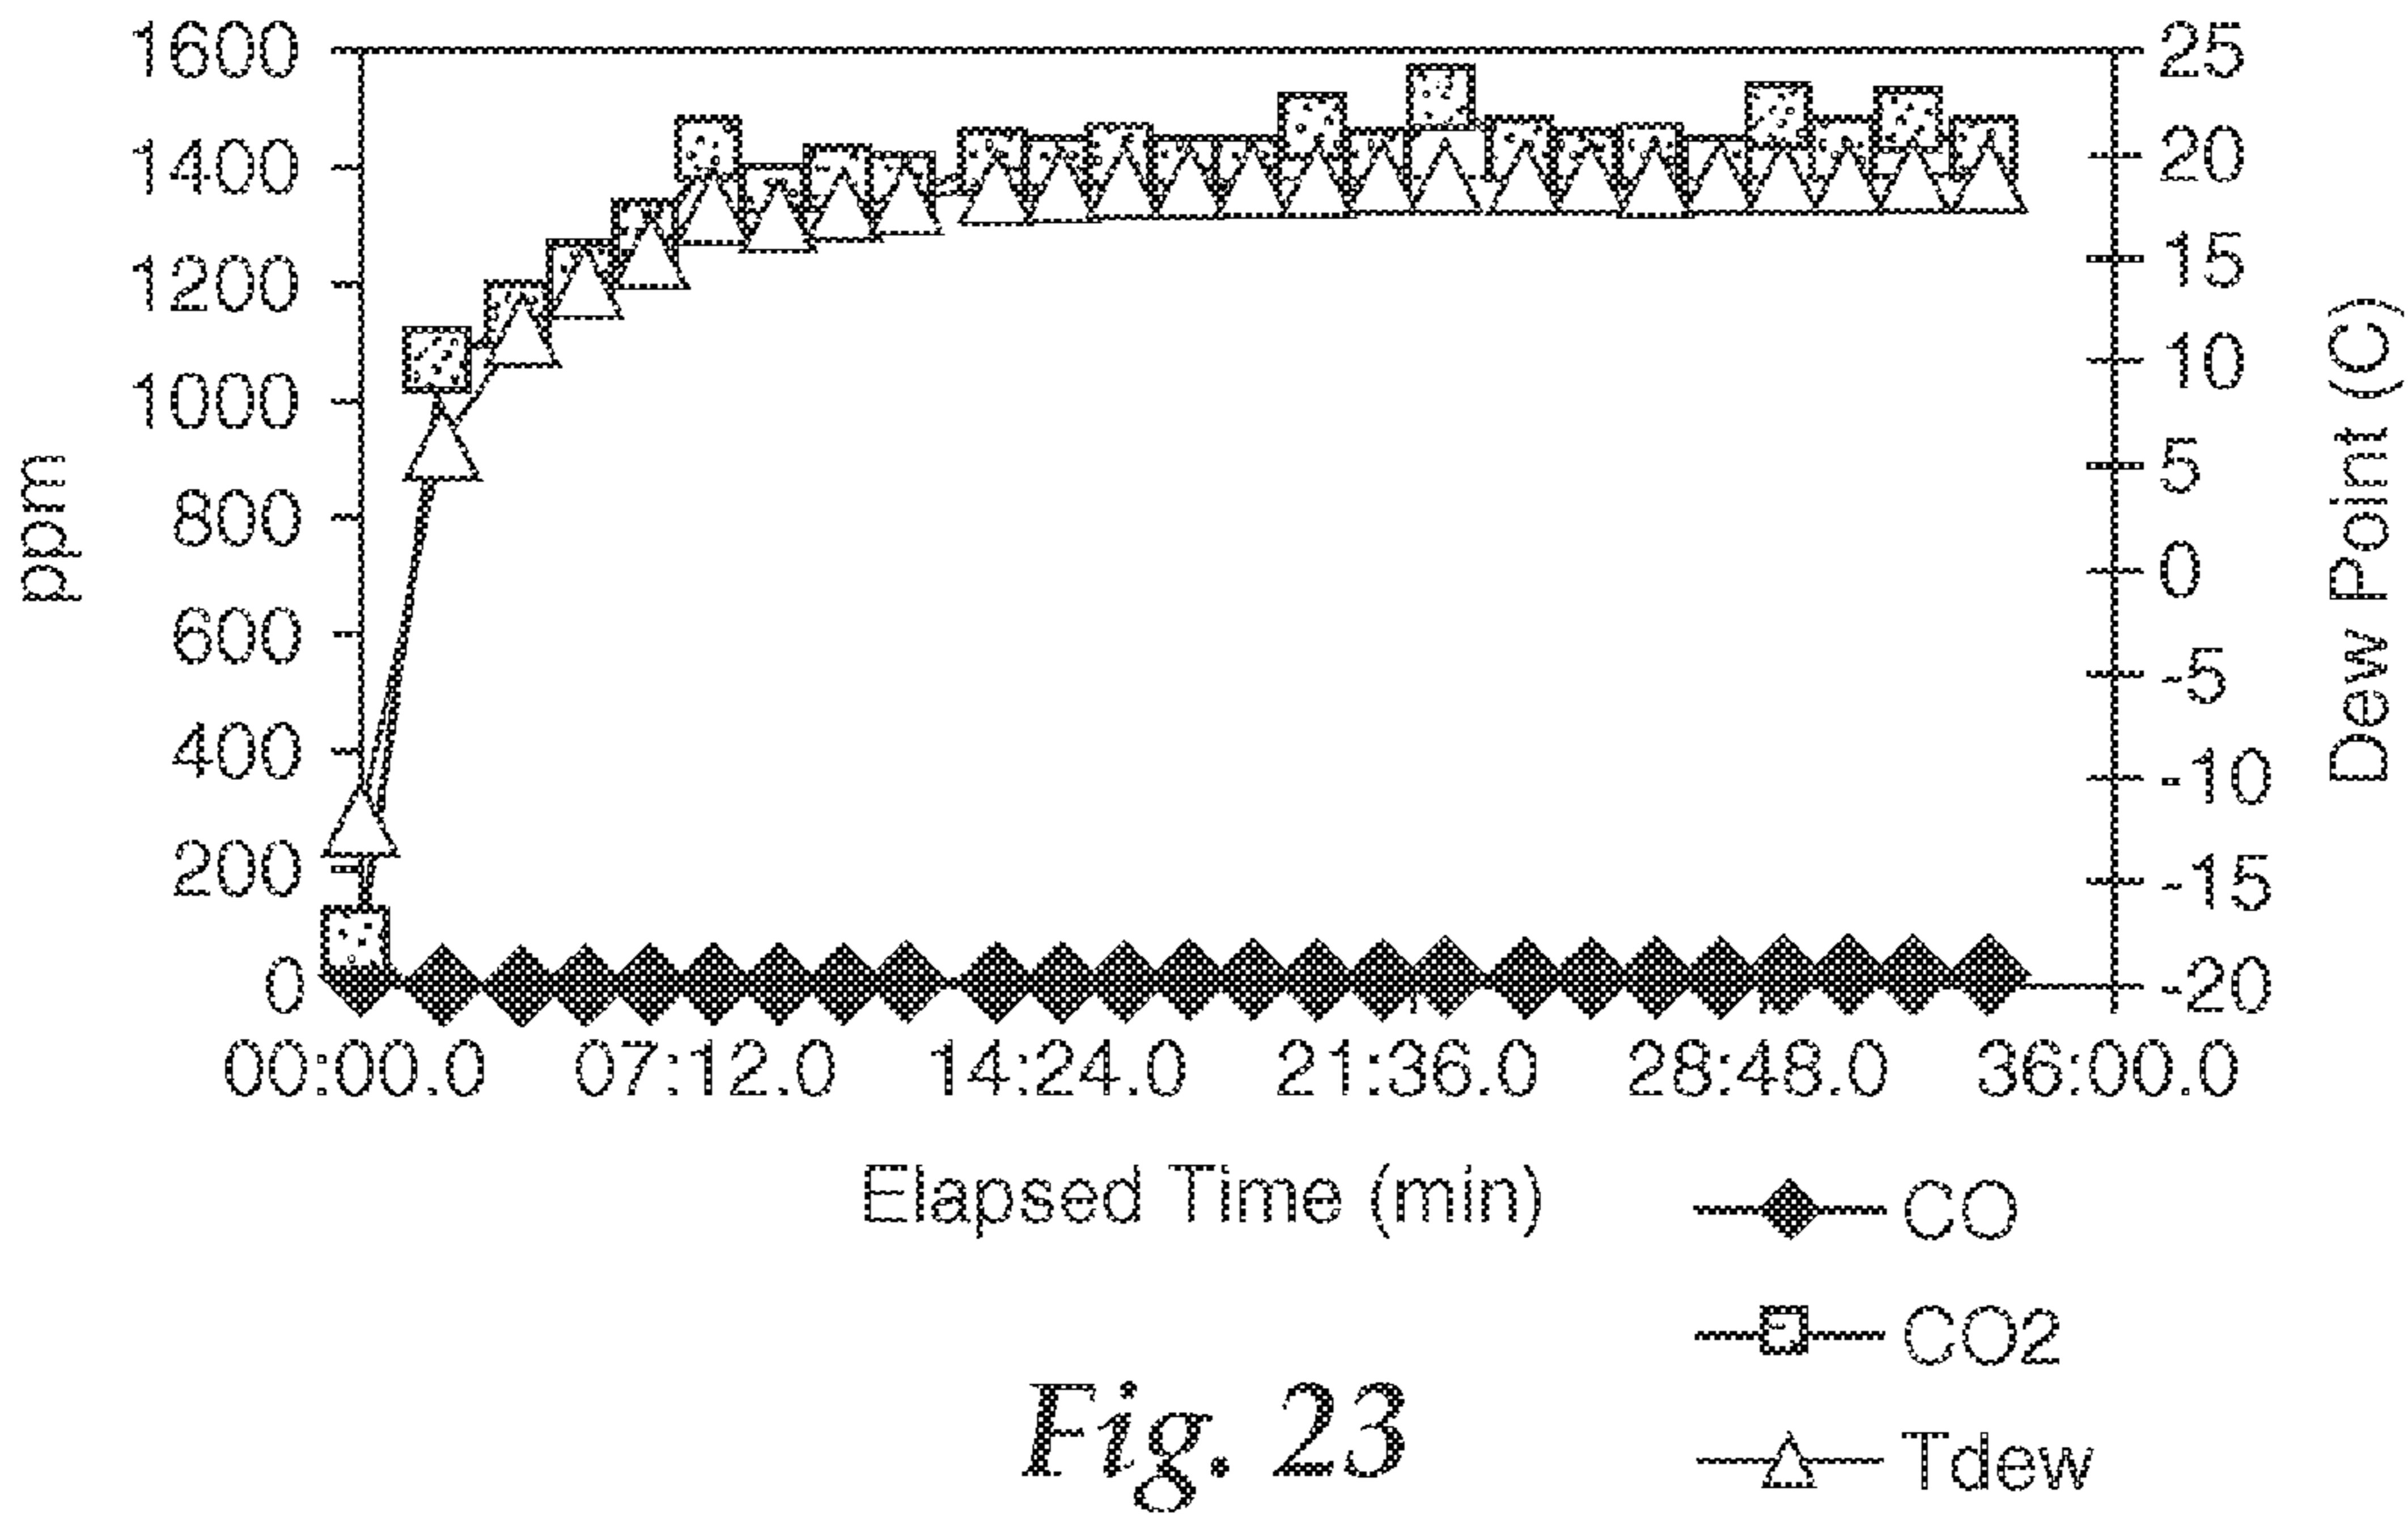 1600
1400
1200
1000
800
600
400
200
0
ppm
25
20
15
10
5
0
-5
-10
-15
-20
Dew Point (C)
00:00.0 07:12.0 14:24.0 21:36.0 28:48.0 36:00.0
Elapsed Time (min)
CO
CO2
Tdew
Fig. 23